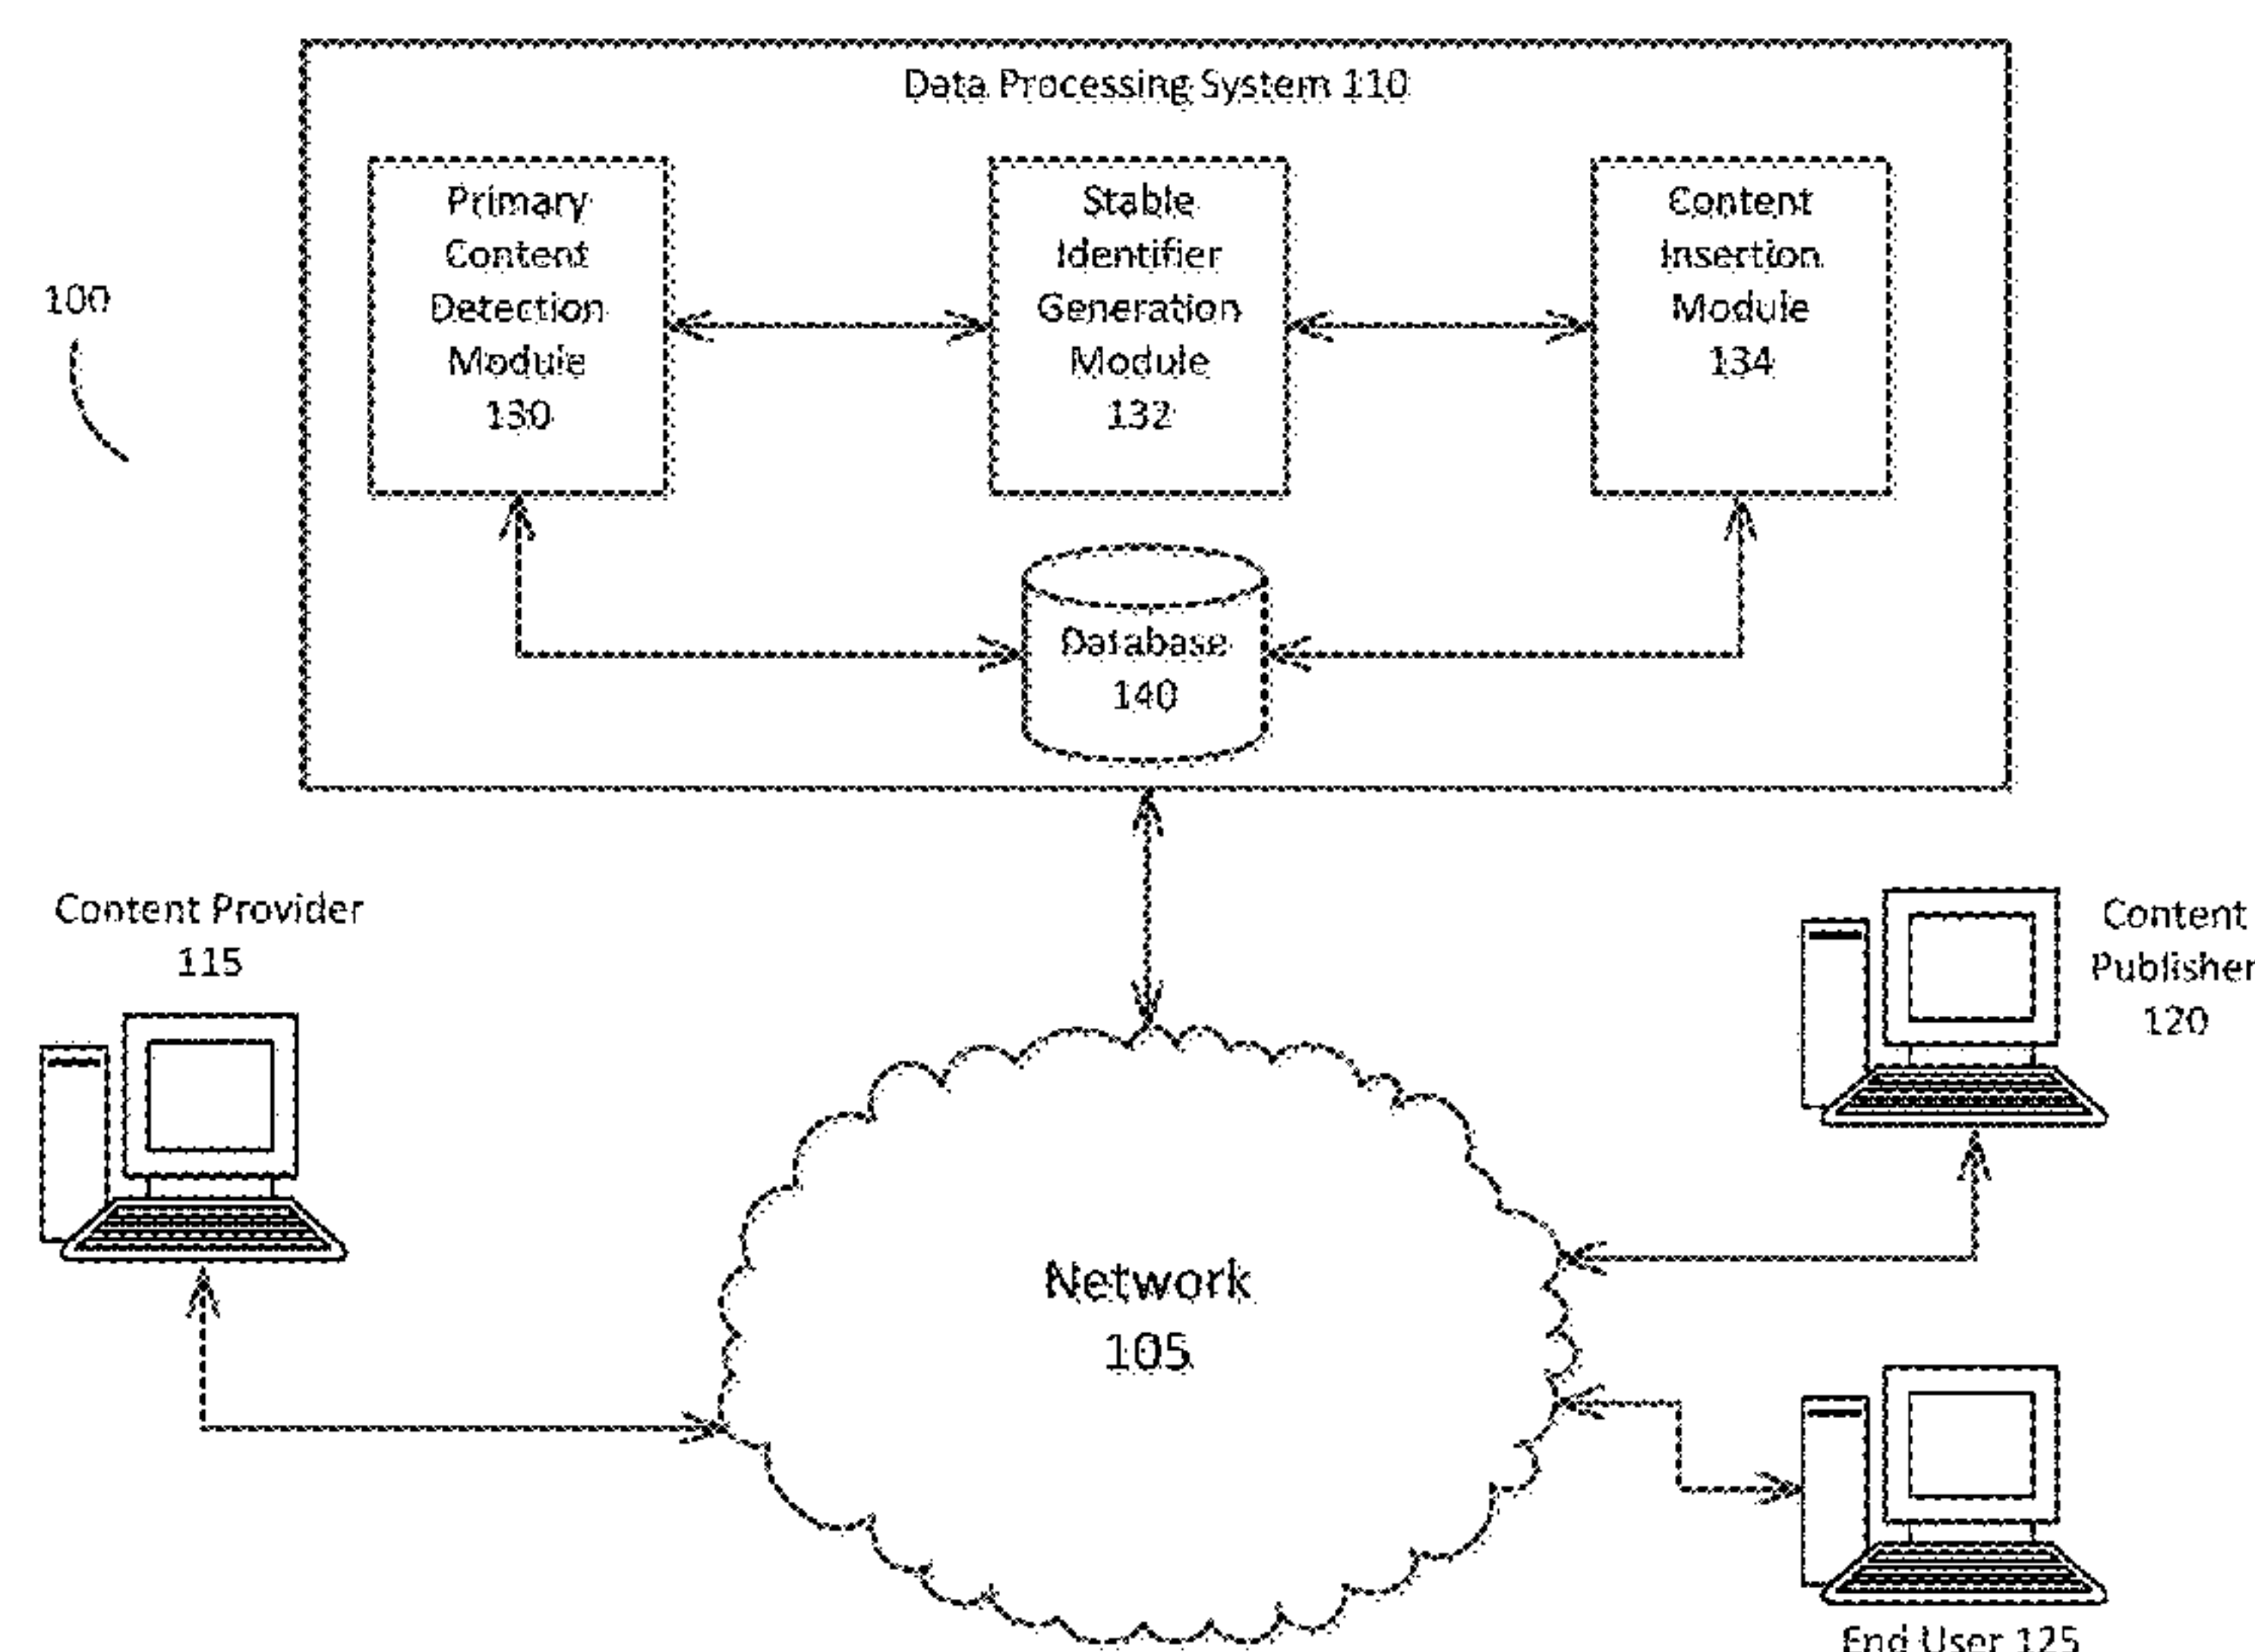 Data Processing System 110
Primary
Content
Detection
Module
130
Stable
Identifier
Generation
Module
132
Content
Insertion
Module
134
100
Database
140
Content Provider
115
Content
Publisher
120
Network
105
End User 125